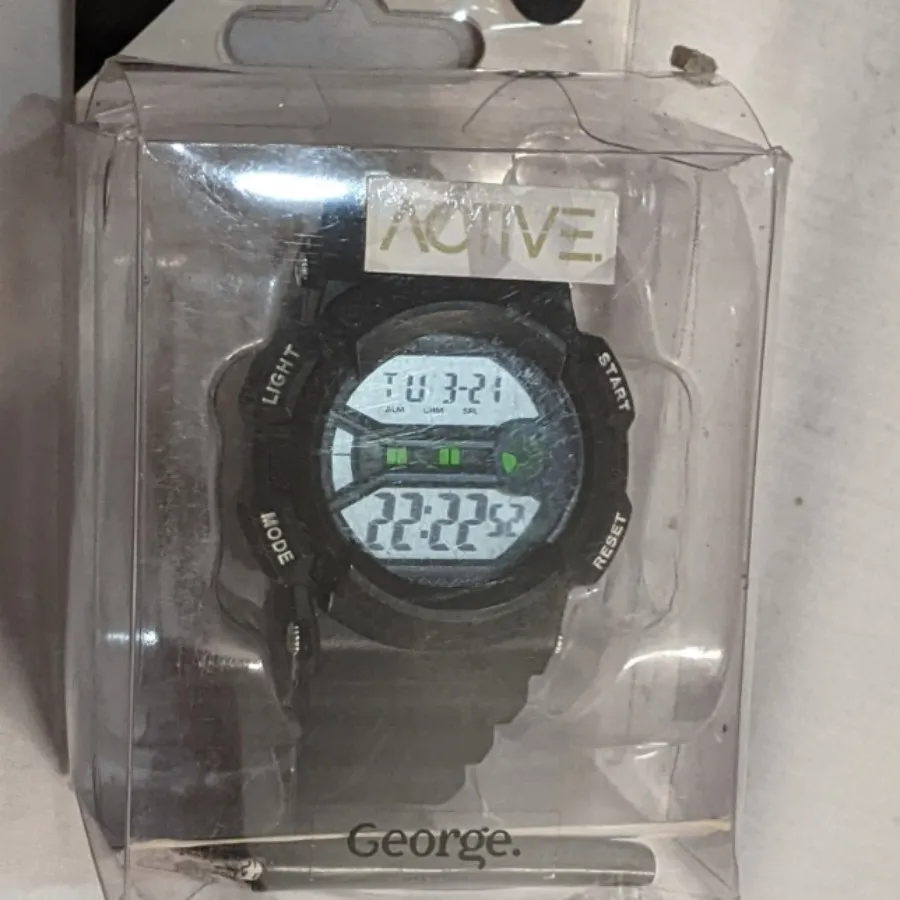 ACTIVE.
LIGHT
START
TU 3-21
ALM CHM SPL
22:22 52
MODE
RESET
George.